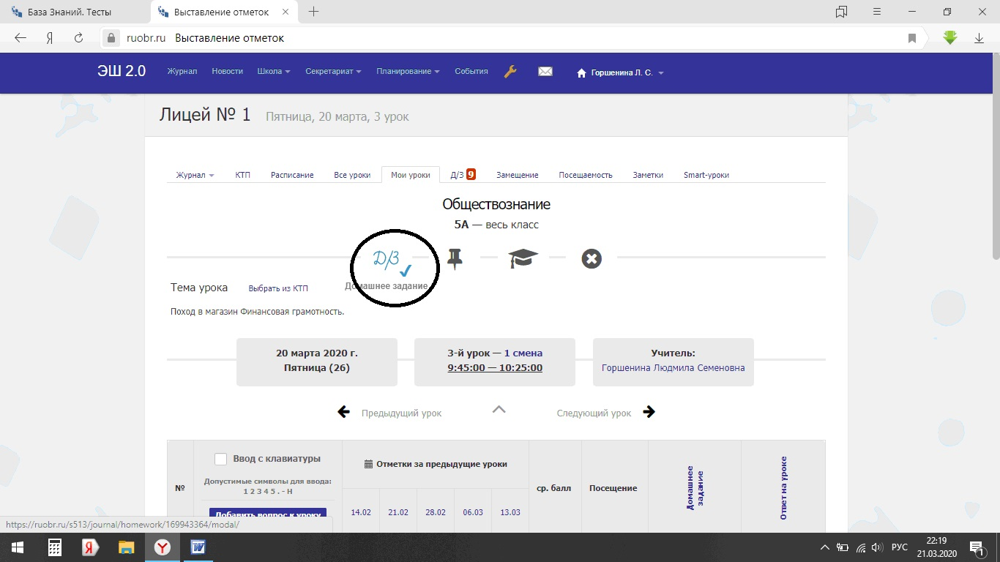 База Знаний. Тесты
Выставление отметок
ruobr.ru Выставление отметок
ЭШ 2.0 Журнал Новости Школа Секретариат Планирование События Горшенина Л. С.
Лицей № 1 Пятница, 20 марта, 3 урок
Журнал КТП Расписание Все уроки Мои уроки Д/З 9 Замещение Посещаемость Заметки Smart-уроки
Обществознание
5А — весь класс
Д/З
Домашнее задание
Тема урока Выбрать из КТП
Поход в магазин Финансовая грамотность.
20 марта 2020 г.
Пятница (26)
3-й урок — 1 смена
9:45:00 — 10:25:00
Учитель:
Горшенина Людмила Семеновна
Предыдущий урок Следующий урок
№
Ввод с клавиатуры
Допустимые символы для ввода:
1 2 3 4 5 . - Н
Добавить вопрос к уроку
Отметки за предыдущие уроки
14.02 21.02 28.02 06.03 13.03
ср. балл
Посещение
Домашнее
задание
Ответ на уроке
https://ruobr.ru/s513/journal/homework/169943364/modal/
РУС
22:19
21.03.2020
1